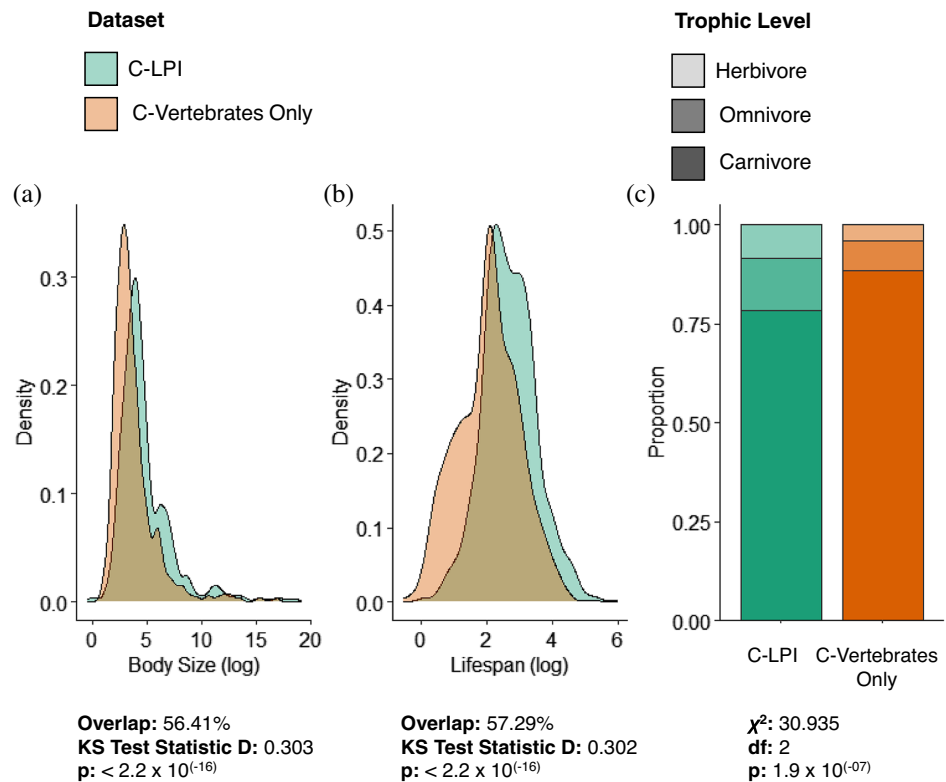 Dataset
C-LPI
C-Vertebrates Only
Trophic Level
Herbivore
Omnivore
Carnivore
(a)
0.3
0.2
0.1
0.0
Density
0 5 10 15 20
Body Size (log)
Overlap: 56.41%
KS Test Statistic D: 0.303
p: < 2.2 x 10(-16)
(b)
0.5
0.4
0.3
0.2
0.1
0.0
Density
0 2 4 6
Lifespan (log)
Overlap: 57.29%
KS Test Statistic D: 0.302
p: < 2.2 x 10(-16)
(c)
1.00
0.75
0.50
0.25
0.00
Proportion
C-LPI C-Vertebrates
Only
χ2: 30.935
df: 2
p: 1.9 x 10(-07)